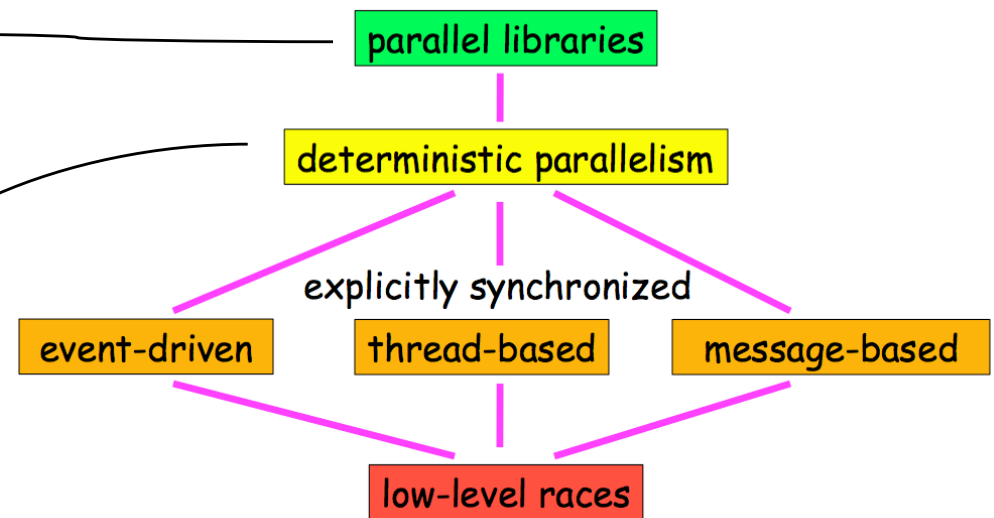 parallel libraries
deterministic parallelism
explicitly synchronized
event-driven
thread-based
message-based
low-level races